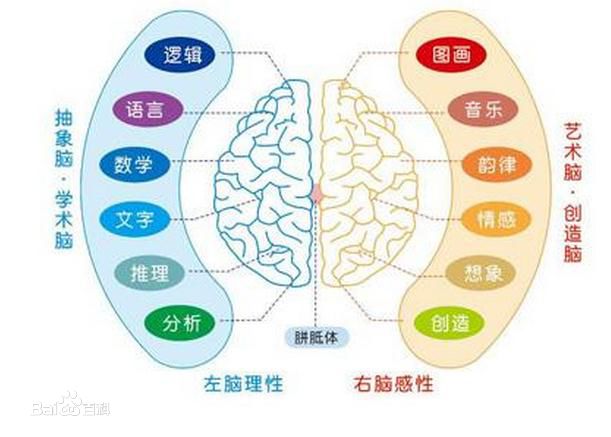 逻辑
语言
数学
文字
推理
分析
抽象脑·学术脑
图画
音乐
韵律
情感
想象
创造
艺术脑·创造脑
胼胝体
左脑理性
右脑感性
Baidu百科